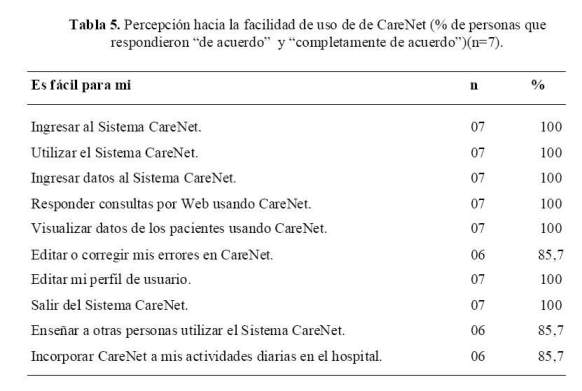 Tabla 5. Percepción hacia la facilidad de uso de de CareNet (% de personas que
respondieron “de acuerdo” y “completamente de acuerdo”)(n=7).
Es fácil para mi n %
Ingresar al Sistema CareNet. 07 100
Utilizar el Sistema CareNet. 07 100
Ingresar datos al Sistema CareNet. 07 100
Responder consultas por Web usando CareNet. 07 100
Visualizar datos de los pacientes usando CareNet. 07 100
Editar o corregir mis errores en CareNet. 06 85,7
Editar mi perfil de usuario. 07 100
Salir del Sistema CareNet. 07 100
Enseñar a otras personas utilizar el Sistema CareNet. 06 85,7
Incorporar CareNet a mis actividades diarias en el hospital. 06 85,7